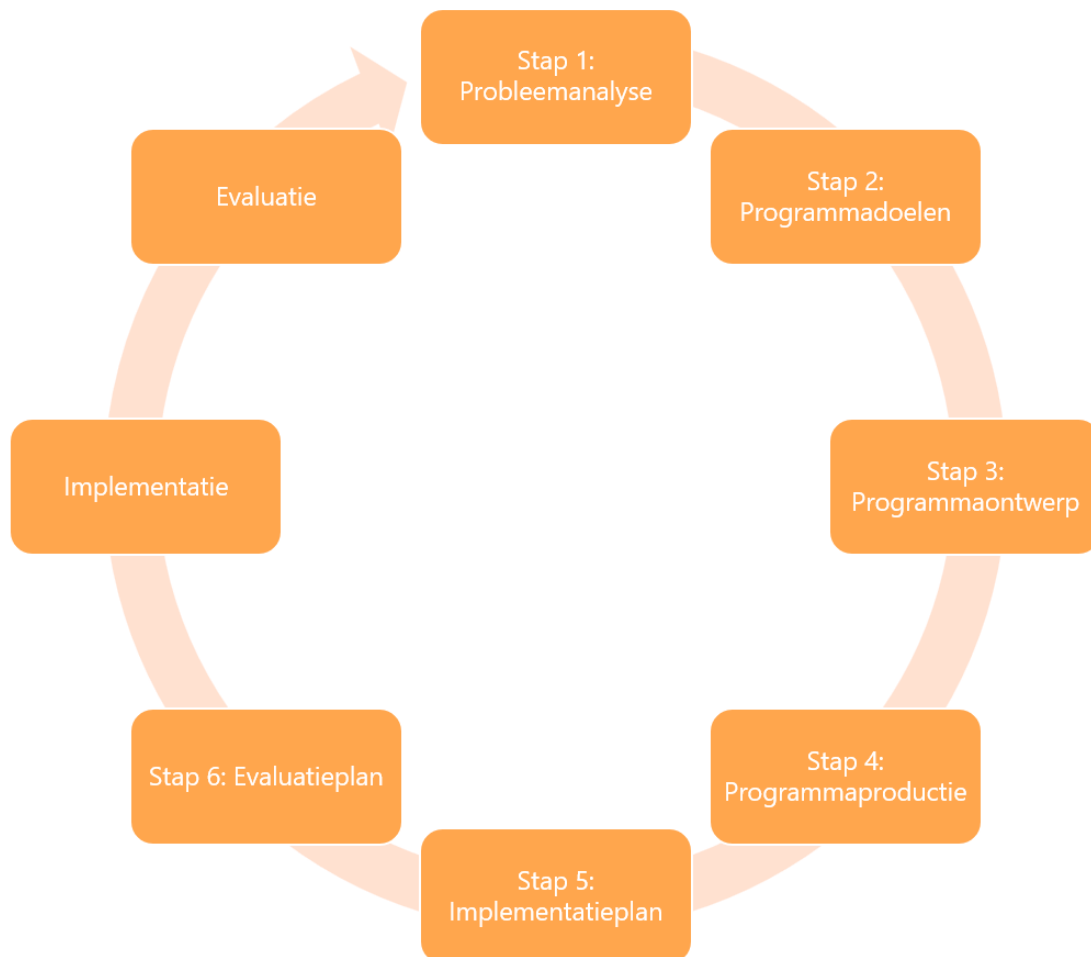 Stap 1:
Probleemanalyse
Stap 2:
Programmadoelen
Stap 3:
Programmaontwerp
Stap 4:
Programmaproductie
Stap 5:
Implementatieplan
Stap 6: Evaluatieplan
Implementatie
Evaluatie